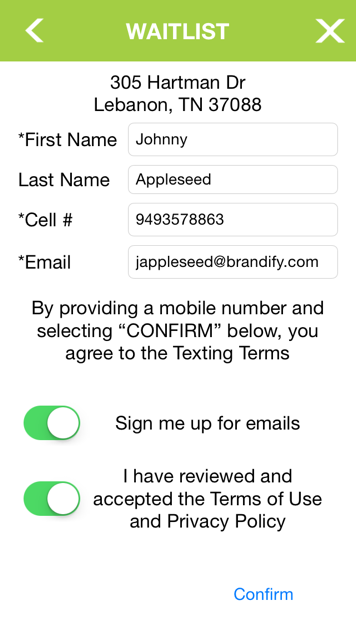 WAITLIST
305 Hartman Dr
Lebanon, TN 37088
*First Name Johnny
Last Name Appleseed
*Cell # 9493578863
*Email jappleseed@brandify.com
By providing a mobile number and
selecting “CONFIRM” below, you
agree to the Texting Terms
Sign me up for emails
I have reviewed and
accepted the Terms of Use
and Privacy Policy
Confirm